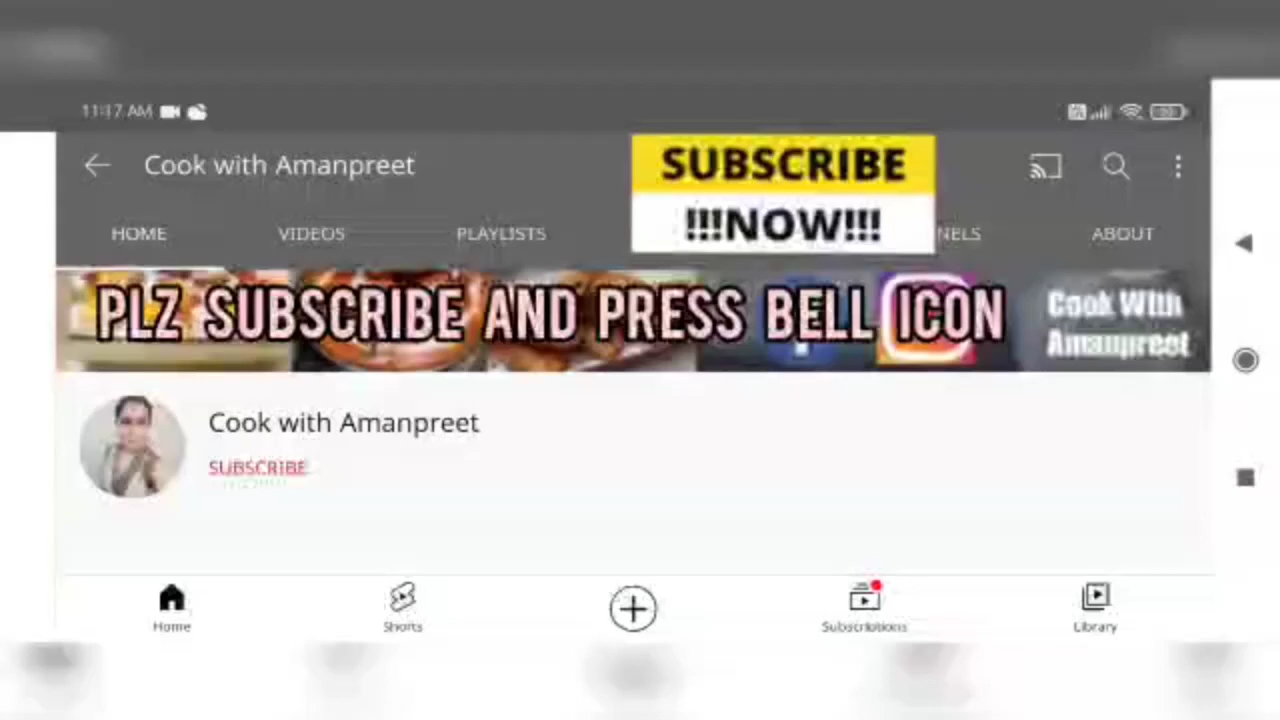 11:17 AM
Cook with Amanpreet
SUBSCRIBE
!!!NOW!!!
HOME
VIDEOS
PLAYLISTS
NELS
ABOUT
PLZ SUBSCRIBE AND PRESS BELL ICON
Cook With
Amanpreet
Cook with Amanpreet
SUBSCRIBE
Home
Shorts
Subscriptions
Library